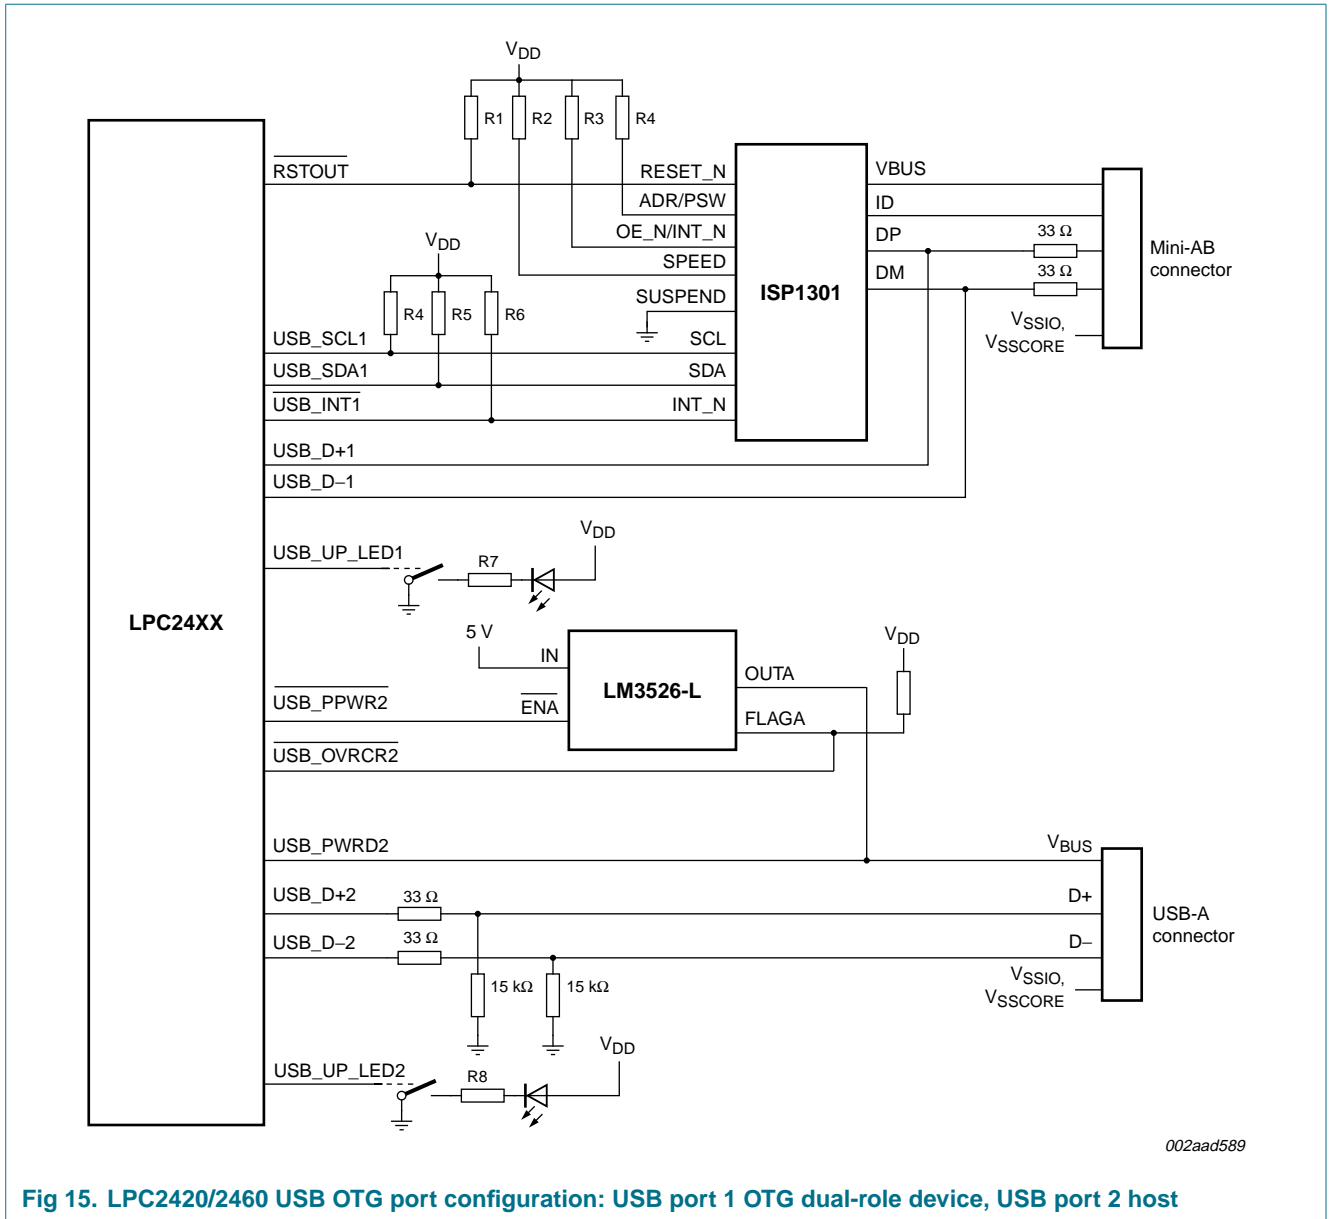 VDD
R1 R2 R3 R4
RSTOUT
RESET_N
ADR/PSW
OE_N/INT_N
SPEED
SUSPEND
VBUS
ID
DP
DM
33 Ω
33 Ω
Mini-AB
connector
VSSIO,
VSSCORE
ISP1301
VDD
R4 R5 R6
USB_SCL1
SCL
USB_SDA1
SDA
USB_INT1
INT_N
USB_D+1
USB_D−1
USB_UP_LED1
R7
VDD
LPC24XX
5 V
IN
LM3526-L
OUTA
VDD
USB_PPWR2
ENA
FLAGA
USB_OVRCR2
USB_PWRD2
VBUS
USB_D+2
33 Ω
D+
USB_D−2
33 Ω
D−
USB-A
connector
15 kΩ
15 kΩ
VSSIO,
VSSCORE
USB_UP_LED2
R8
VDD
002aad589
Fig 15. LPC2420/2460 USB OTG port configuration: USB port 1 OTG dual-role device, USB port 2 host